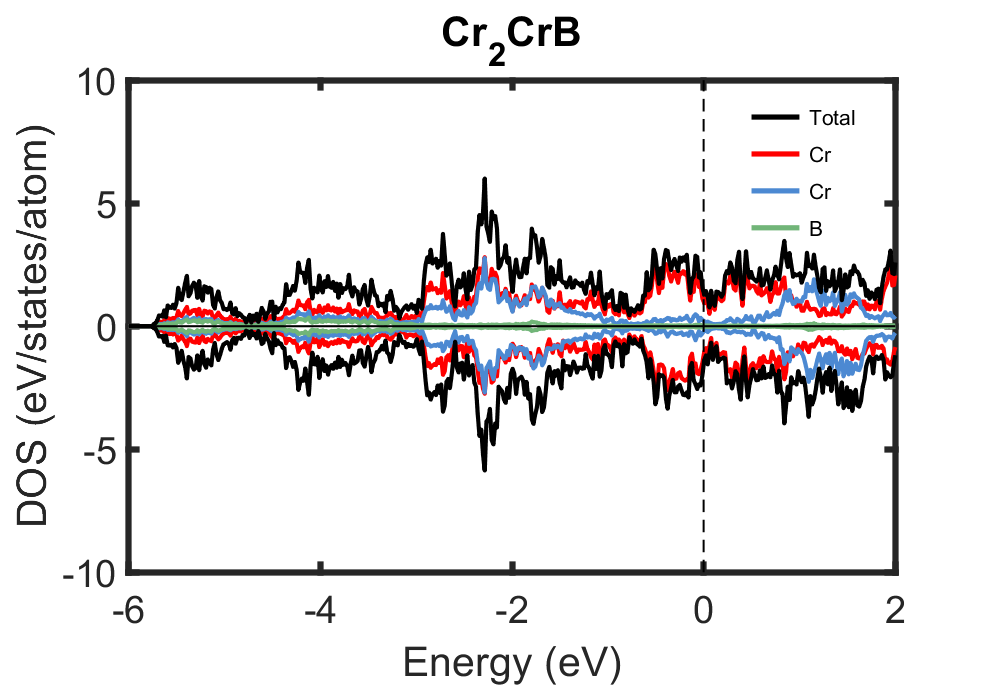 Cr2CrB
DOS (eV/states/atom)
10
5
0
-5
-10
Total
Cr
Cr
B
-6 -4 -2 0 2
Energy (eV)